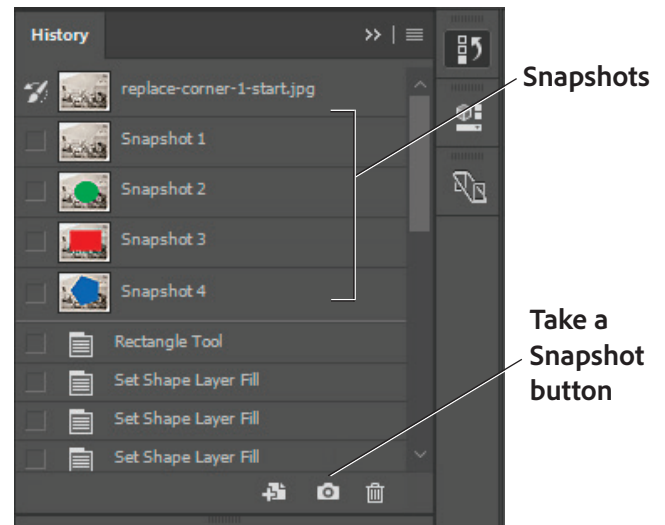 History
replace-corner-1-start.jpg
Snapshot 1
Snapshot 2
Snapshot 3
Snapshot 4
Rectangle Tool
Set Shape Layer Fill
Set Shape Layer Fill
Set Shape Layer Fill
Snapshots
Take a
Snapshot
button